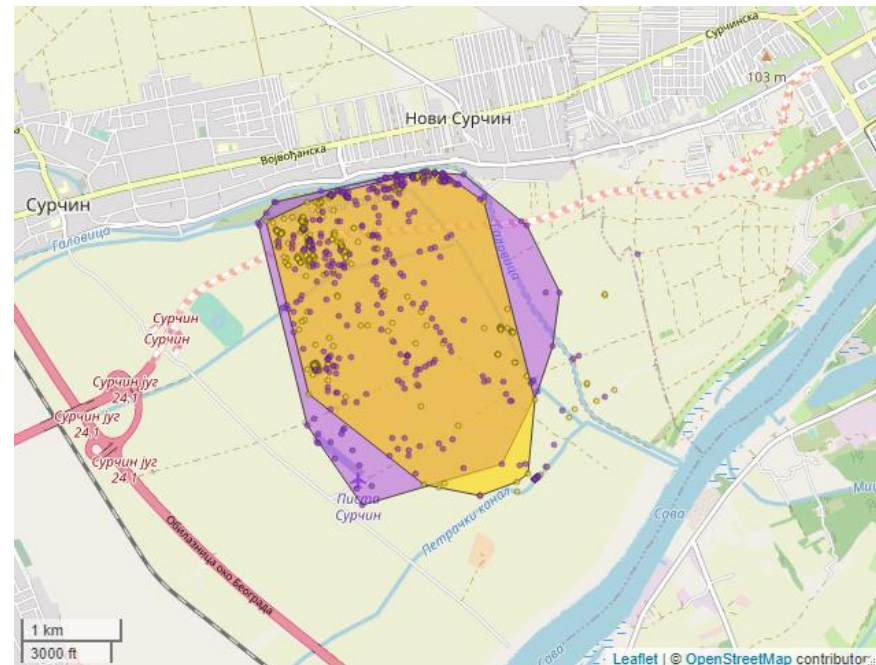 Сурчинска
103 m
Нови Сурчин
Војвођанска
Сурчин
Галовица
Галовица
Сурчин
Сурчин
Сурчин југ
24.1
Сурчин југ
24.1
Сурчин југ
24.1
Писта
Сурчин
Петрачки канал
Сава
Обилазница око Београда
Сава
1 km
3000 ft
Leaflet | © OpenStreetMap contributors